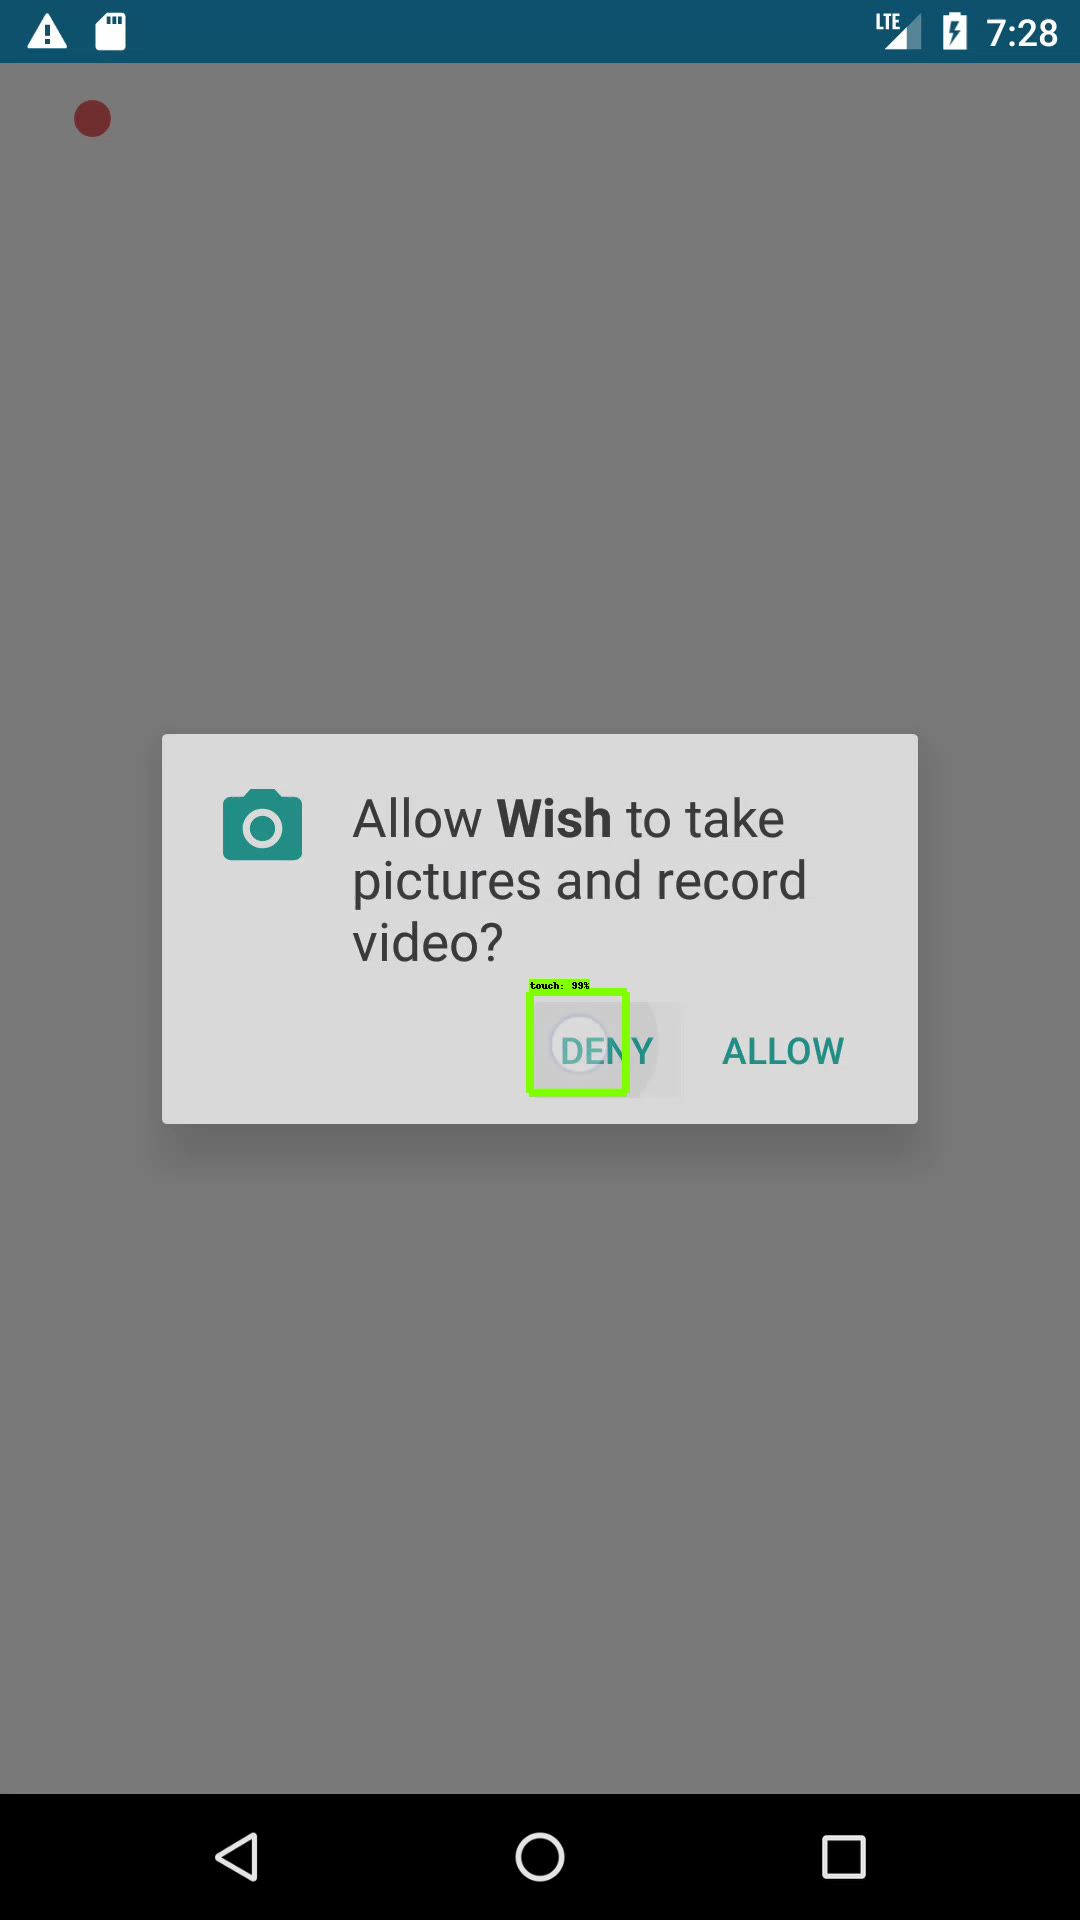 LTE 7:28
Allow Wish to take
pictures and record
video?
touch: 99%
DENY ALLOW